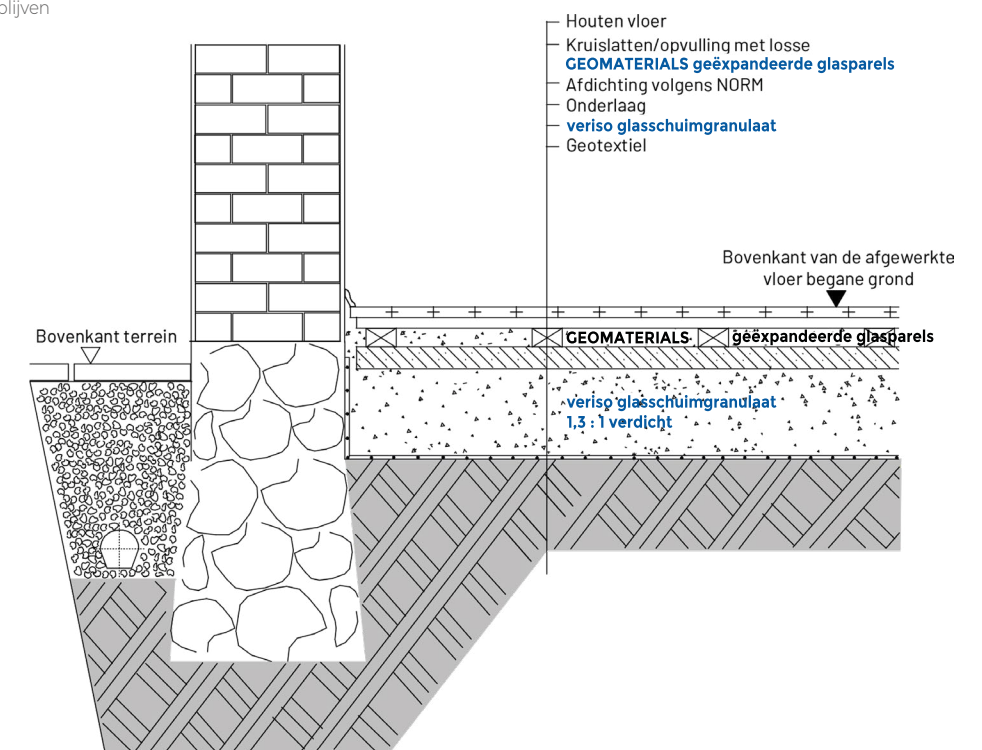 Houten vloer
Kruislatten/opvulling met losse
GEOMATERIALS geëxpandeerde glasparels
Afdichting volgens NORM
Onderlaag
veriso glasschuimgranulaat
Geotextiel
Bovenkant van de afgewerkte
vloer begane grond
Bovenkant terrein
GEOMATERIALS geëxpandeerde glasparels
veriso glasschuimgranulaat
1,3 : 1 verdicht